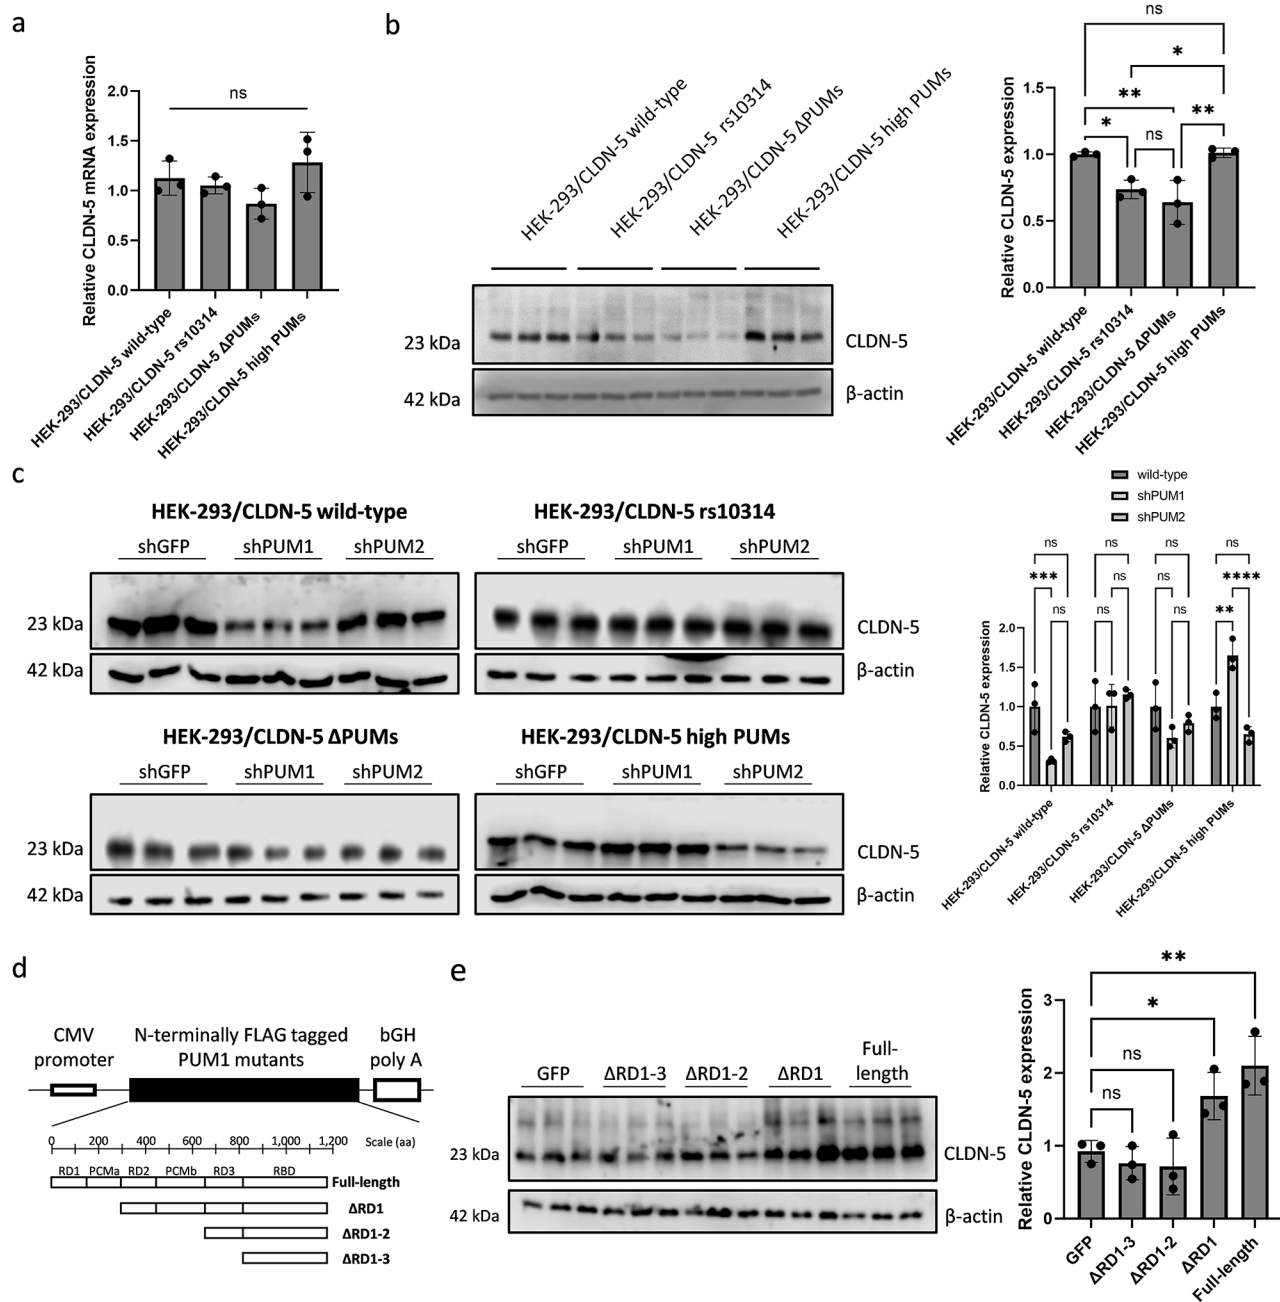 a
Relative CLDN-5 mRNA expression
2.0
1.5
1.0
0.5
0.0
ns
HEK-293/CLDN-5 wild-type
HEK-293/CLDN-5 rs10314
HEK-293/CLDN-5 ΔPUMs
HEK-293/CLDN-5 high PUMs
b
HEK-293/CLDN-5 wild-type
HEK-293/CLDN-5 rs10314
HEK-293/CLDN-5 ΔPUMs
HEK-293/CLDN-5 high PUMs
23 kDa
CLDN-5
42 kDa
β-actin
ns
*
**
**
*
ns
Relative CLDN-5 expression
1.5
1.0
0.5
0.0
HEK-293/CLDN-5 wild-type
HEK-293/CLDN-5 rs10314
HEK-293/CLDN-5 ΔPUMs
HEK-293/CLDN-5 high PUMs
c
HEK-293/CLDN-5 wild-type
shGFP shPUM1 shPUM2
23 kDa
42 kDa
HEK-293/CLDN-5 rs10314
shGFP shPUM1 shPUM2
CLDN-5
β-actin
HEK-293/CLDN-5 ΔPUMs
shGFP shPUM1 shPUM2
23 kDa
42 kDa
HEK-293/CLDN-5 high PUMs
shGFP shPUM1 shPUM2
CLDN-5
β-actin
wild-type
shPUM1
shPUM2
ns ns ns ns
*** ns ns ****
ns ns ns **
Relative CLDN-5 expression
2.0
1.5
1.0
0.5
0.0
HEK-293/CLDN-5 wild-type
HEK-293/CLDN-5 rs10314
HEK-293/CLDN-5 ΔPUMs
HEK-293/CLDN-5 high PUMs
d
CMV
promoter
N-terminally FLAG tagged
PUM1 mutants
bGH
poly A
0 200 400 600 800 1,000 1,200 Scale (aa)
RD1 PCMa RD2 PCMb RD3 RBD
Full-length
ΔRD1
ΔRD1-2
ΔRD1-3
e
GFP ΔRD1-3 ΔRD1-2 ΔRD1 Full-
length
23 kDa
CLDN-5
42 kDa
β-actin
**
*
ns
ns
Relative CLDN-5 expression
3
2
1
0
GFP
ΔRD1-3
ΔRD1-2
ΔRD1
Full-length